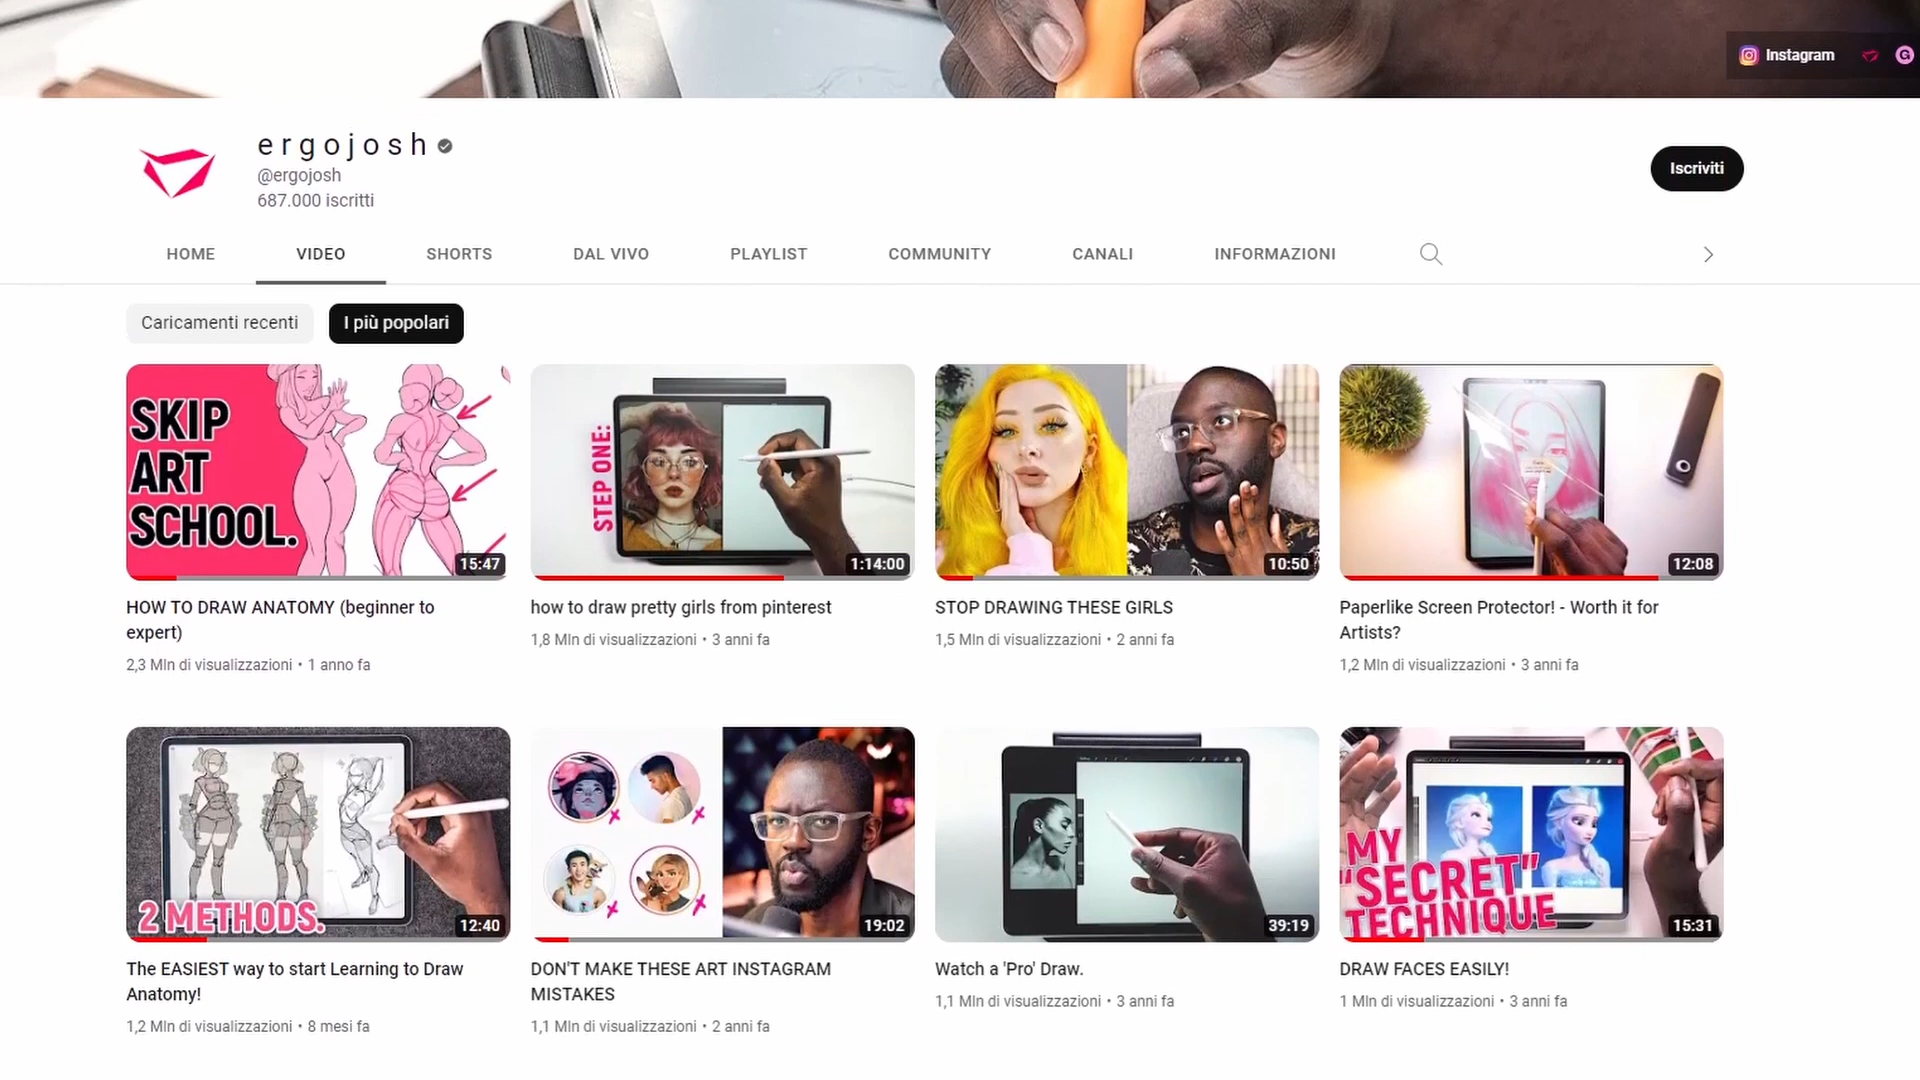 Instagram
ergojosh
@ergojosh
687.000 iscritti
Iscriviti
HOME
VIDEO
SHORTS
DAL VIVO
PLAYLIST
COMMUNITY
CANALI
INFORMAZIONI
Caricamenti recenti
I più popolari
SKIP
ART
SCHOOL.
15:47
STEP ONE:
1:14:00
10:50
12:08
HOW TO DRAW ANATOMY (beginner to
expert)
2,3 Mln di visualizzazioni • 1 anno fa
how to draw pretty girls from pinterest
1,8 Mln di visualizzazioni • 3 anni fa
STOP DRAWING THESE GIRLS
1,5 Mln di visualizzazioni • 2 anni fa
Paperlike Screen Protector! - Worth it for
Artists?
1,2 Mln di visualizzazioni • 3 anni fa
2 METHODS.
12:40
19:02
39:19
MY
"SECRET"
TECHNIQUE
15:31
The EASIEST way to start Learning to Draw
Anatomy!
1,2 Mln di visualizzazioni • 8 mesi fa
DON'T MAKE THESE ART INSTAGRAM
MISTAKES
1,1 Mln di visualizzazioni • 2 anni fa
Watch a 'Pro' Draw.
1,1 Mln di visualizzazioni • 3 anni fa
DRAW FACES EASILY!
1 Mln di visualizzazioni • 3 anni fa